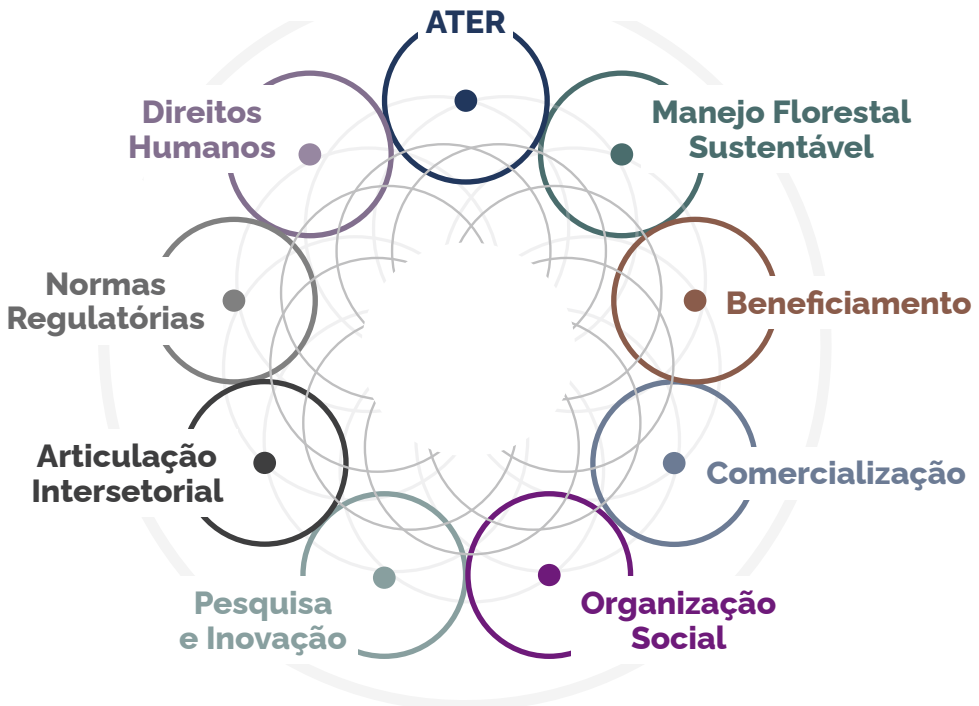 ATER
Manejo Florestal
Sustentável
Beneficiamento
Comercialização
Organização
Social
Pesquisa
e Inovação
Articulação
Intersetorial
Normas
Regulatórias
Direitos
Humanos